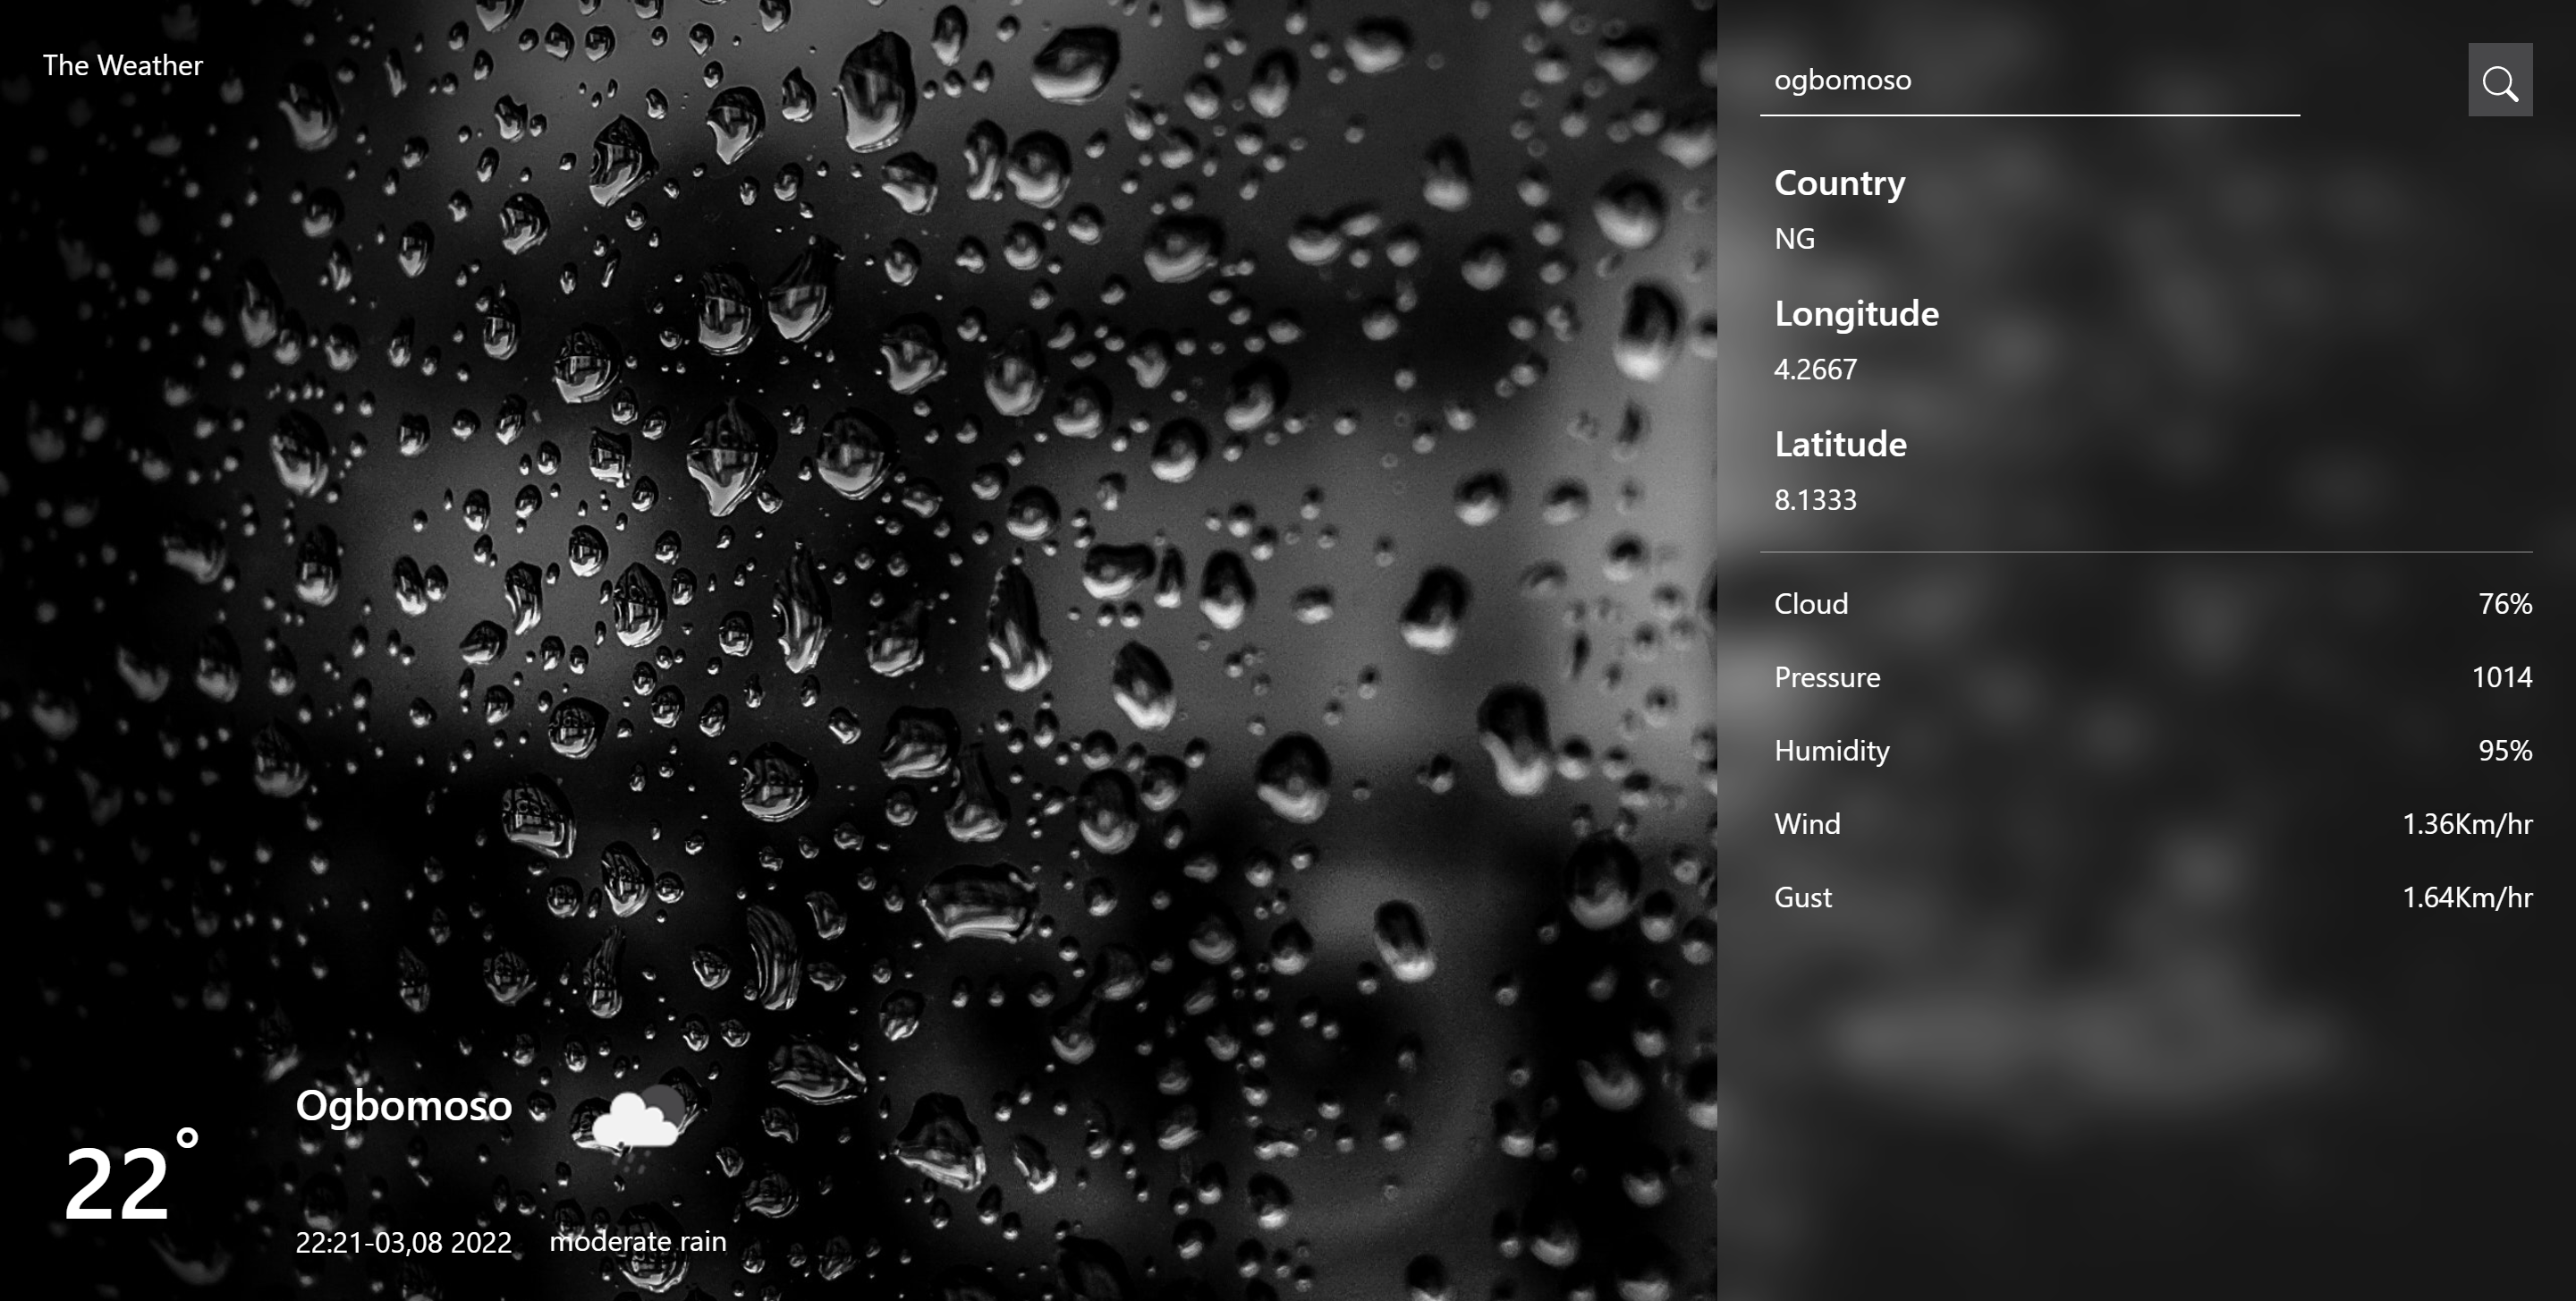 The Weather
22°
Ogbomoso
22:21-03,08 2022
moderate rain
ogbomoso
Country
NG
Longitude
4.2667
Latitude
8.1333
Cloud 76%
Pressure 1014
Humidity 95%
Wind 1.36Km/hr
Gust 1.64Km/hr